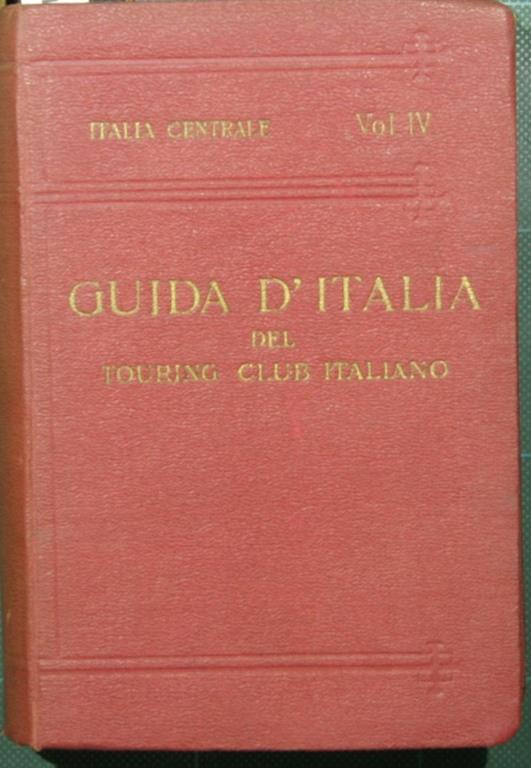 ITALIA CENTRALE Vol. IV.
GUIDA D'ITALIA
DEL
TOURING CLUB ITALIANO